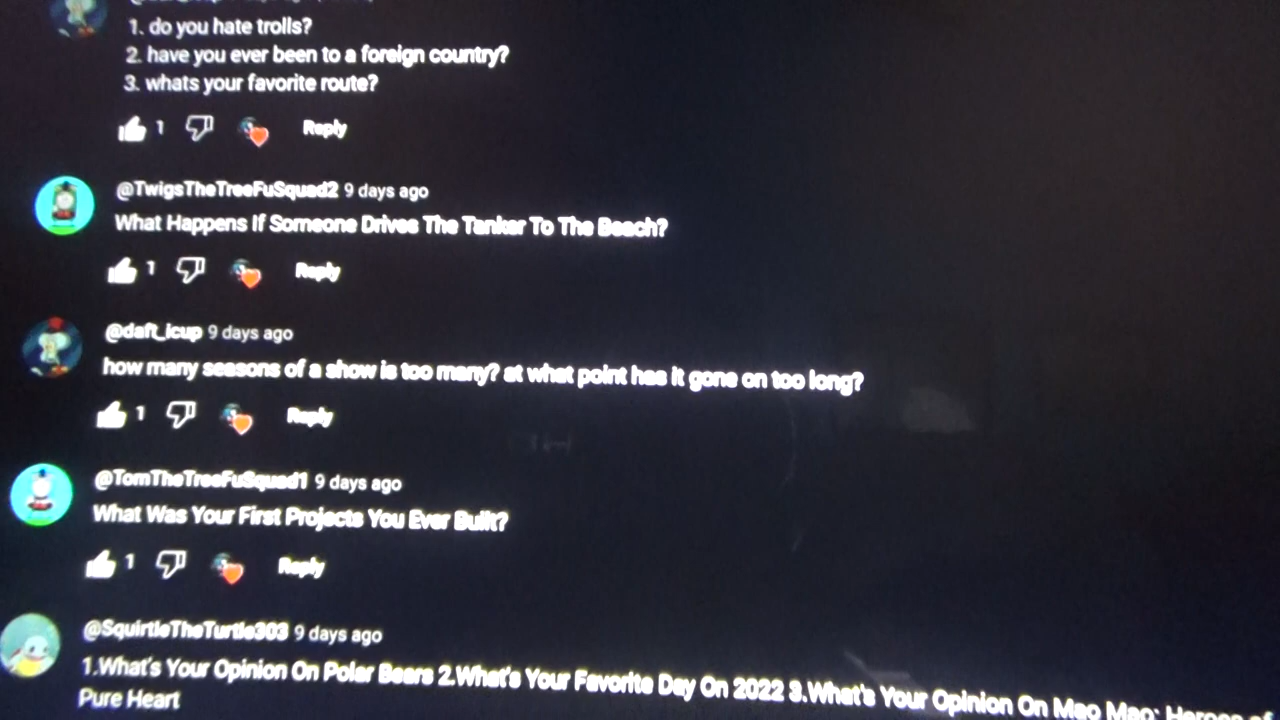 1. do you hate trolls?
2. have you ever been to a foreign country?
3. whats your favorite route?
1 Reply
@TwigsTheTreeFuSquad2 9 days ago
What Happens If Someone Drives The Tanker To The Beach?
1 Reply
@daft_icup 9 days ago
how many seasons of a show is too many? at what point has it gone on too long?
1 Reply
@TomTheTreeFuSquad1 9 days ago
What Was Your First Projects You Ever Built?
1 Reply
@SquirtleTheTurtle303 9 days ago
1.What's Your Opinion On Polar Bears 2.What's Your Favorite Day On 2022 3.What's Your Opinion On Mao Mao: Heroes of
Pure Heart